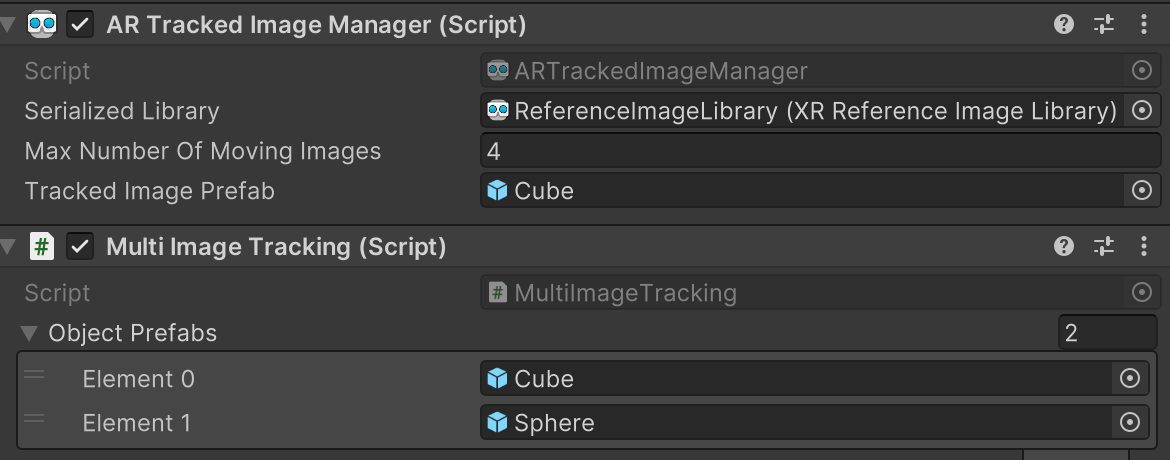 AR Tracked Image Manager (Script)
Script ARTrackedImageManager
Serialized Library ReferenceImageLibrary (XR Reference Image Library)
Max Number Of Moving Images 4
Tracked Image Prefab Cube
# Multi Image Tracking (Script)
Script # MultiImageTracking
Object Prefabs 2
Element 0 Cube
Element 1 Sphere